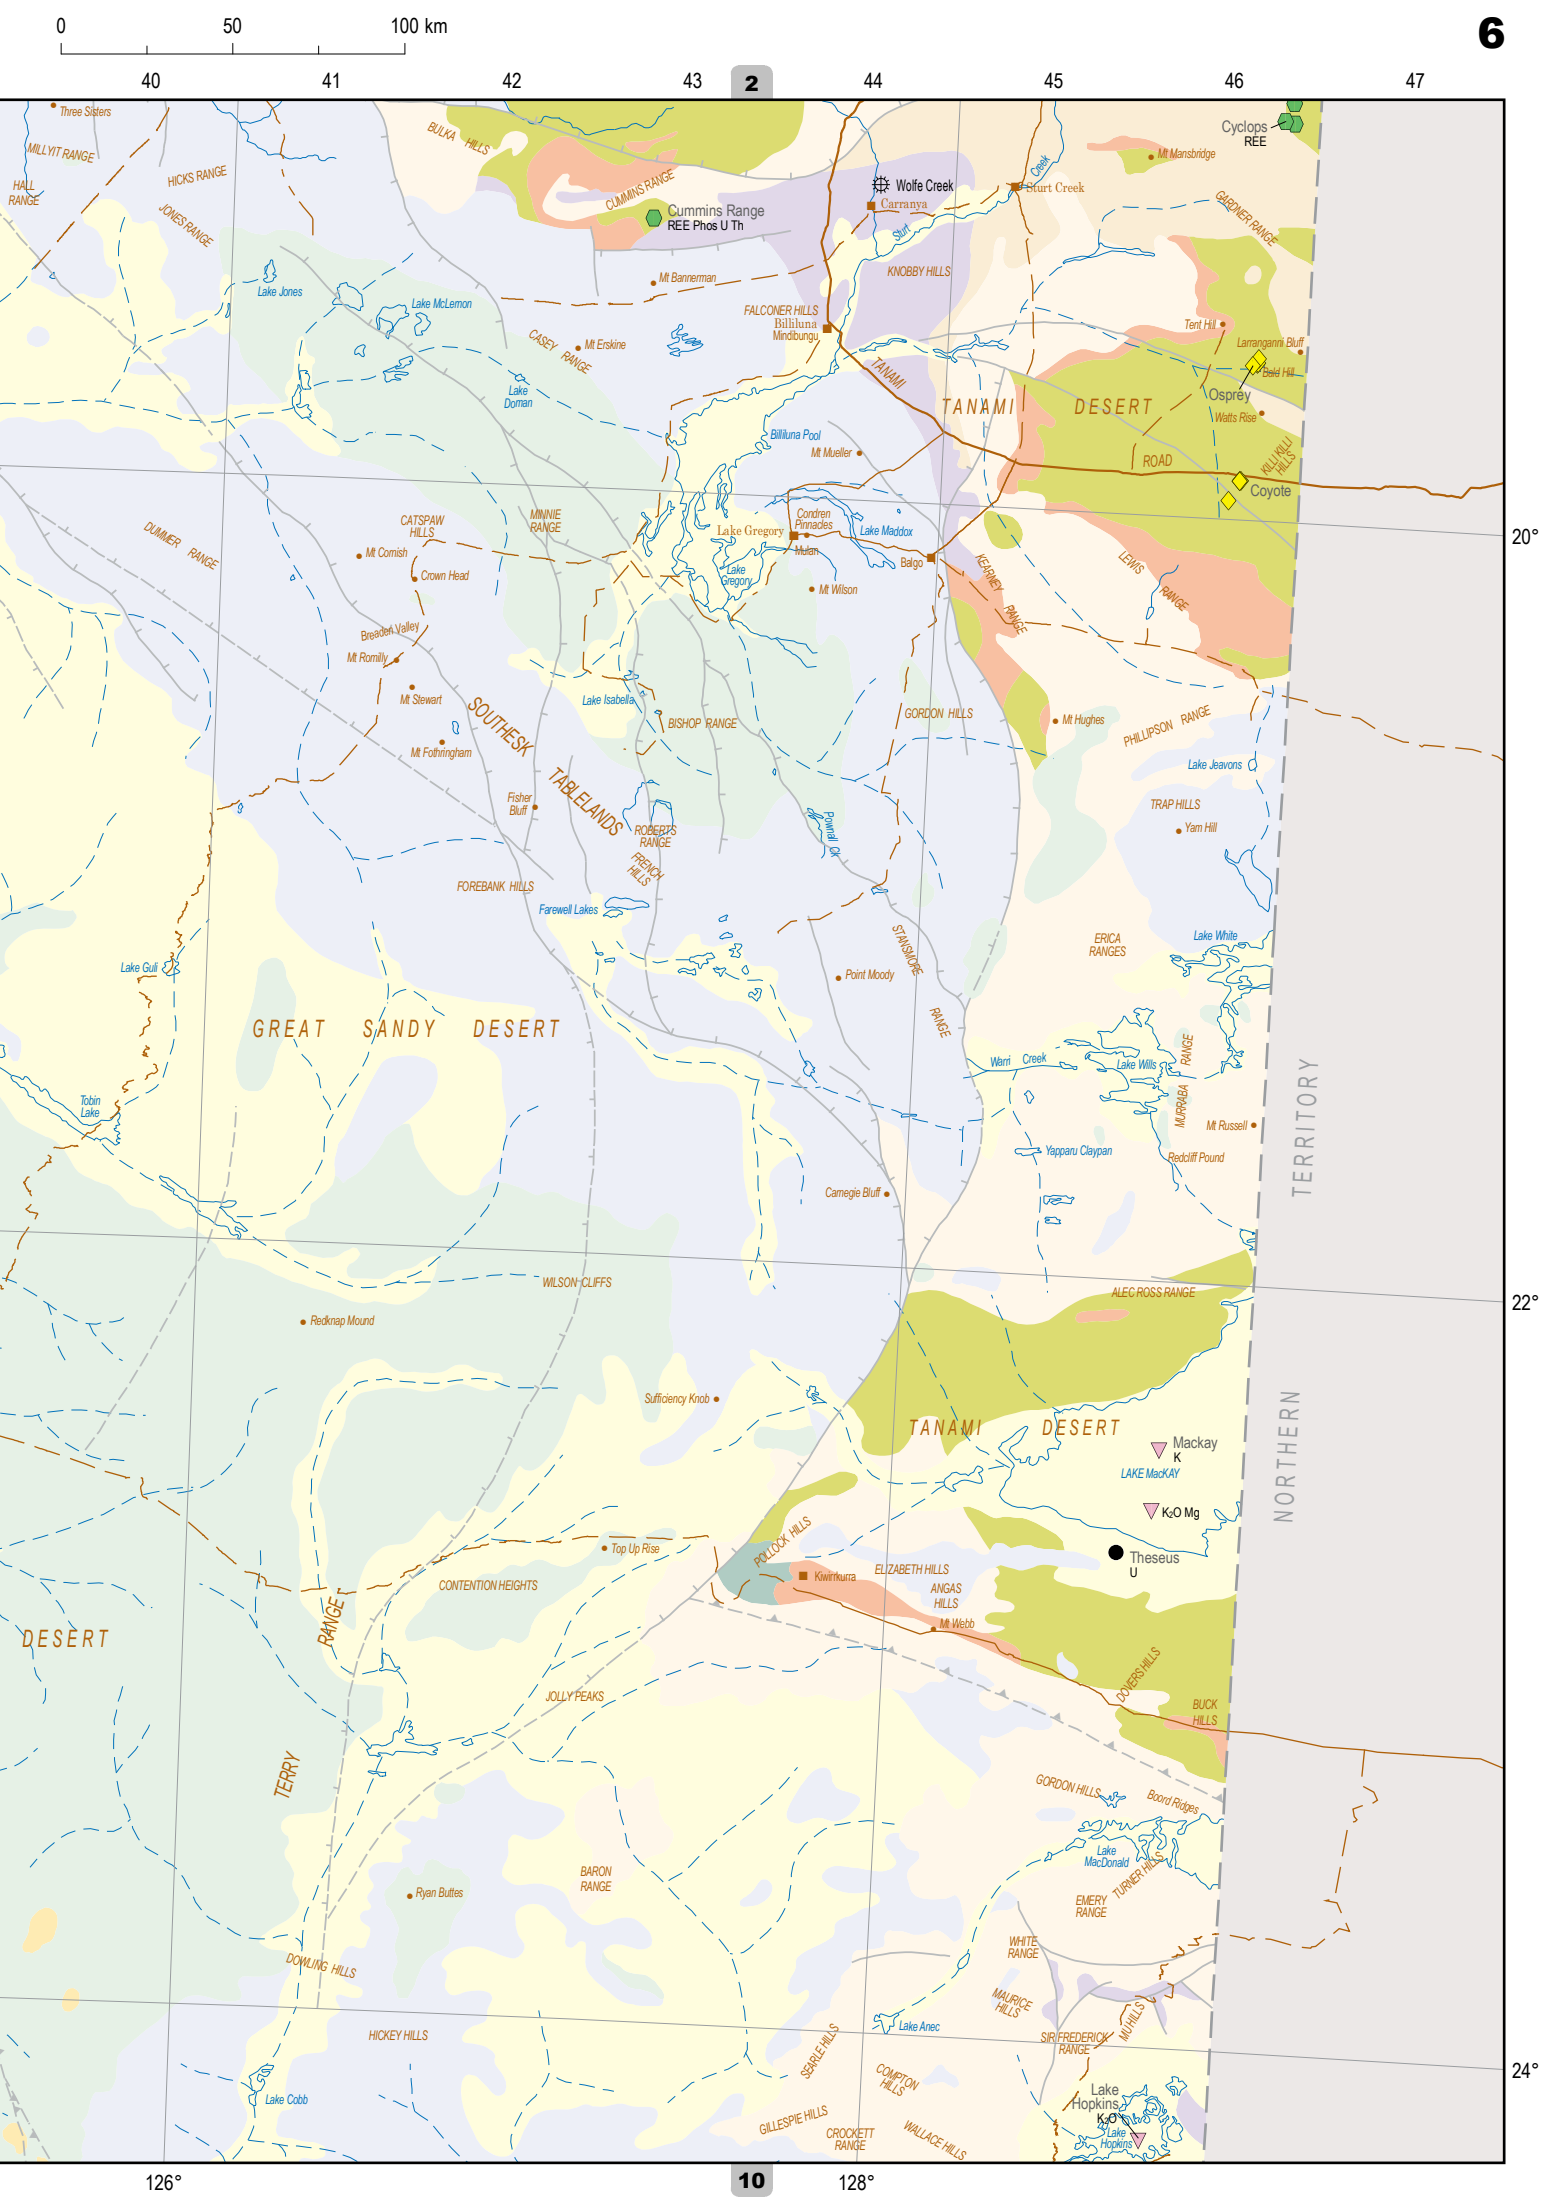 0 50 100 km
6
40 41 42 43 2 44 45 46 47
Three Sisters
MILLYIT RANGE
HALL
RANGE
HICKS RANGE
JONES RANGE
BULKA HILLS
CUMMINS RANGE
Cummins Range
REE Phos U Th
Wolfe Creek
Carranya
Sturt Creek
Sturt
Creek
Cyclops
REE
Mt Mansbridge
GARDNER RANGE
Lake Jones
Lake McLernon
Mt Bannerman
KNOBBY HILLS
FALCONER HILLS
Billiluna
Mindibungu
CASEY RANGE
Mt Erskine
Tent Hill
Larranganni Bluff
Bald Hill
Osprey
Watts Rise
Lake
Doman
TANAMI
TANAMI DESERT
ROAD
Billiluna Pool
Mt Mueller
KILLI KILLI
HILLS
Coyote
20°
DUMMER RANGE
CATSPAW
HILLS
MINNIE
RANGE
Mt Cornish
Crown Head
Lake Gregory
Condren
Pinnacles
Mulan
Lake Maddox
Balgo
Lake
Gregory
Mt Wilson
KEARNEY RANGE
LEWIS RANGE
Breaden Valley
Mt Romilly
Mt Stewart
Mt Fothringham
SOUTHESK TABLELANDS
Lake Isabella
BISHOP RANGE
GORDON HILLS
Mt Hughes
PHILLIPSON RANGE
Lake Jeavons
TRAP HILLS
Yam Hill
Fisher
Bluff
ROBERTS
RANGE
FRENCH
HILLS
Pownall Ck
FOREBANK HILLS
Farewell Lakes
STANSMORE RANGE
ERICA
RANGES
Lake White
Lake Guli
Point Moody
GREAT SANDY DESERT
Warri Creek
Lake Wills
MURRABA RANGE
Tobin
Lake
Mt Russell
Yapparu Claypan
Redcliff Pound
Carnegie Bluff
TERRITORY
WILSON CLIFFS
ALEC ROSS RANGE
22°
Redknap Mound
Sufficiency Knob
TANAMI DESERT
Mackay
K
LAKE MacKAY
K₂O Mg
NORTHERN
Theseus
U
POLLOCK HILLS
Top Up Rise
CONTENTION HEIGHTS
Kiwirrkurra
ELIZABETH HILLS
ANGAS
HILLS
Mt Webb
DESERT
RANGE
JOLLY PEAKS
DOVERS HILLS
BUCK
HILLS
TERRY
GORDON HILLS
Boord Ridges
Lake
MacDonald
TURNER HILLS
BARON
RANGE
Ryan Buttes
EMERY
RANGE
WHITE
RANGE
DOWLING HILLS
MAURICE
HILLS
MU HILLS
HICKEY HILLS
Lake Anec
SIR FREDERICK
RANGE
SEARLE HILLS
COMPTON
HILLS
24°
Lake Cobb
Lake
Hopkins
K₂O
Lake
Hopkins
GILLESPIE HILLS
CROCKETT
RANGE
WALLACE HILLS
126° 10 128°